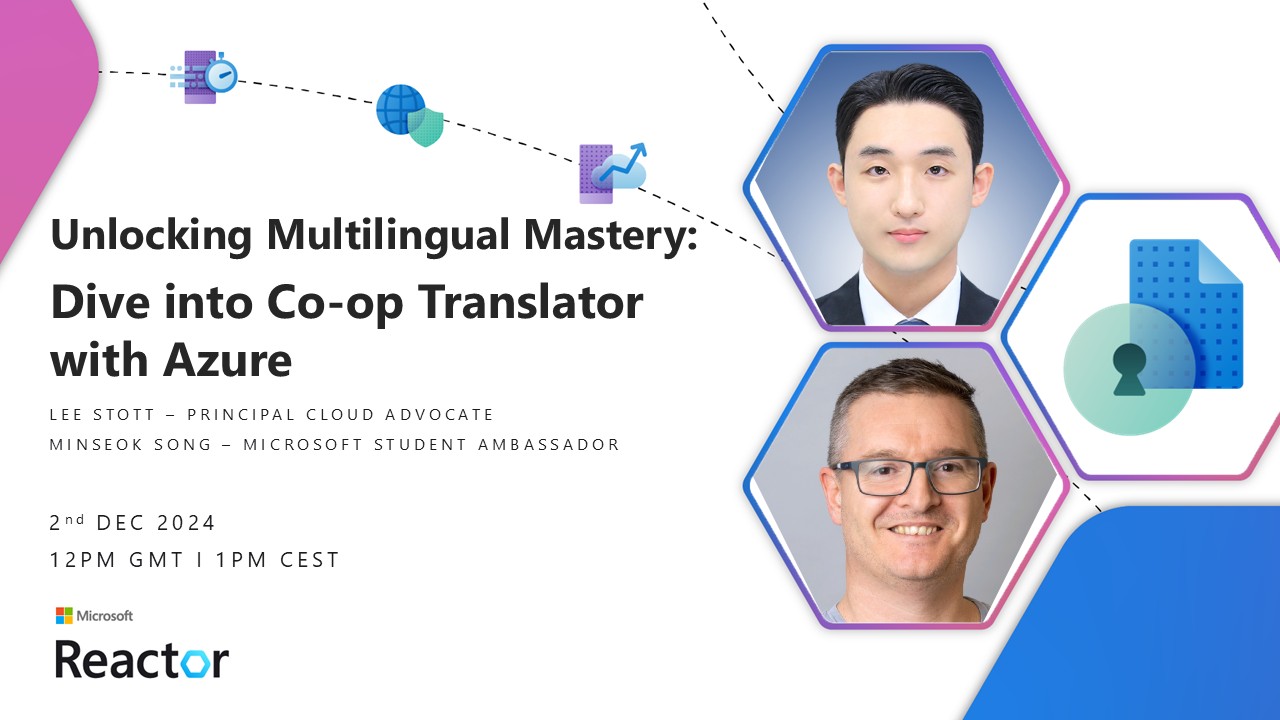 Unlocking Multilingual Mastery:
Dive into Co-op Translator
with Azure
LEE STOTT – PRINCIPAL CLOUD ADVOCATE
MINSEOK SONG – MICROSOFT STUDENT AMBASSADOR
2nd DEC 2024
12PM GMT I 1PM CEST
Microsoft
Reactor